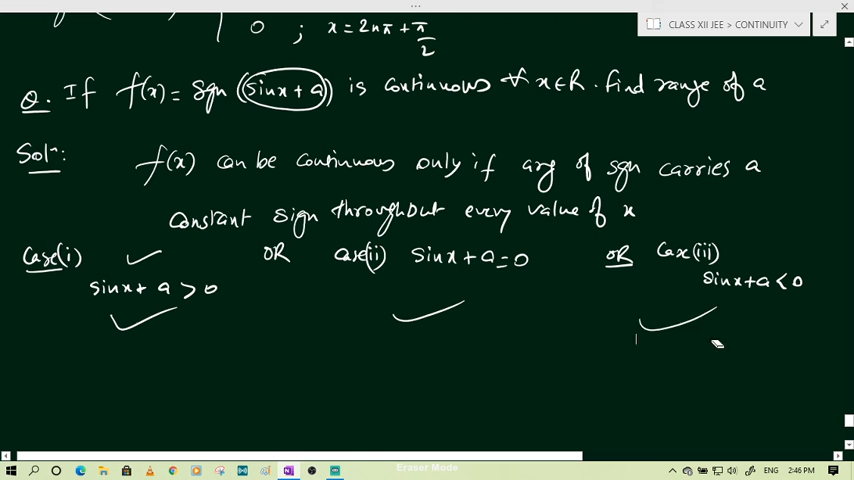 CLASS XII JEE > CONTINUITY
0 ; x = 2nπ + π/2
Q. If f(x) = sgn (sinx + a) is continuous ∀ x∈R. find range of a
Solⁿ:
f(x) can be continuous only if arg of sgn carries a
constant sign throughout every value of x
Case(i) OR Case(ii) sinx + a = 0 OR Case(iii)
sinx + a > 0 sinx + a < 0
Eraser Mode
ENG 2:46 PM